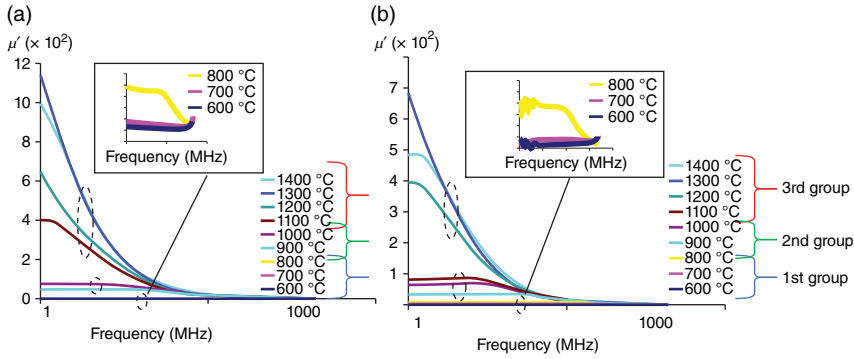 (a)
μ′ (× 10²)
12
10
8
6
4
2
0
800 °C
700 °C
600 °C
Frequency (MHz)
1400 °C
1300 °C
1200 °C
1100 °C
1000 °C
900 °C
800 °C
700 °C
600 °C
1
1000
Frequency (MHz)
(b)
μ′ (× 10²)
8
7
6
5
4
3
2
1
0
800 °C
700 °C
600 °C
Frequency (MHz)
1400 °C
1300 °C
1200 °C
1100 °C
1000 °C
900 °C
800 °C
700 °C
600 °C
3rd group
2nd group
1st group
1
1000
Frequency (MHz)